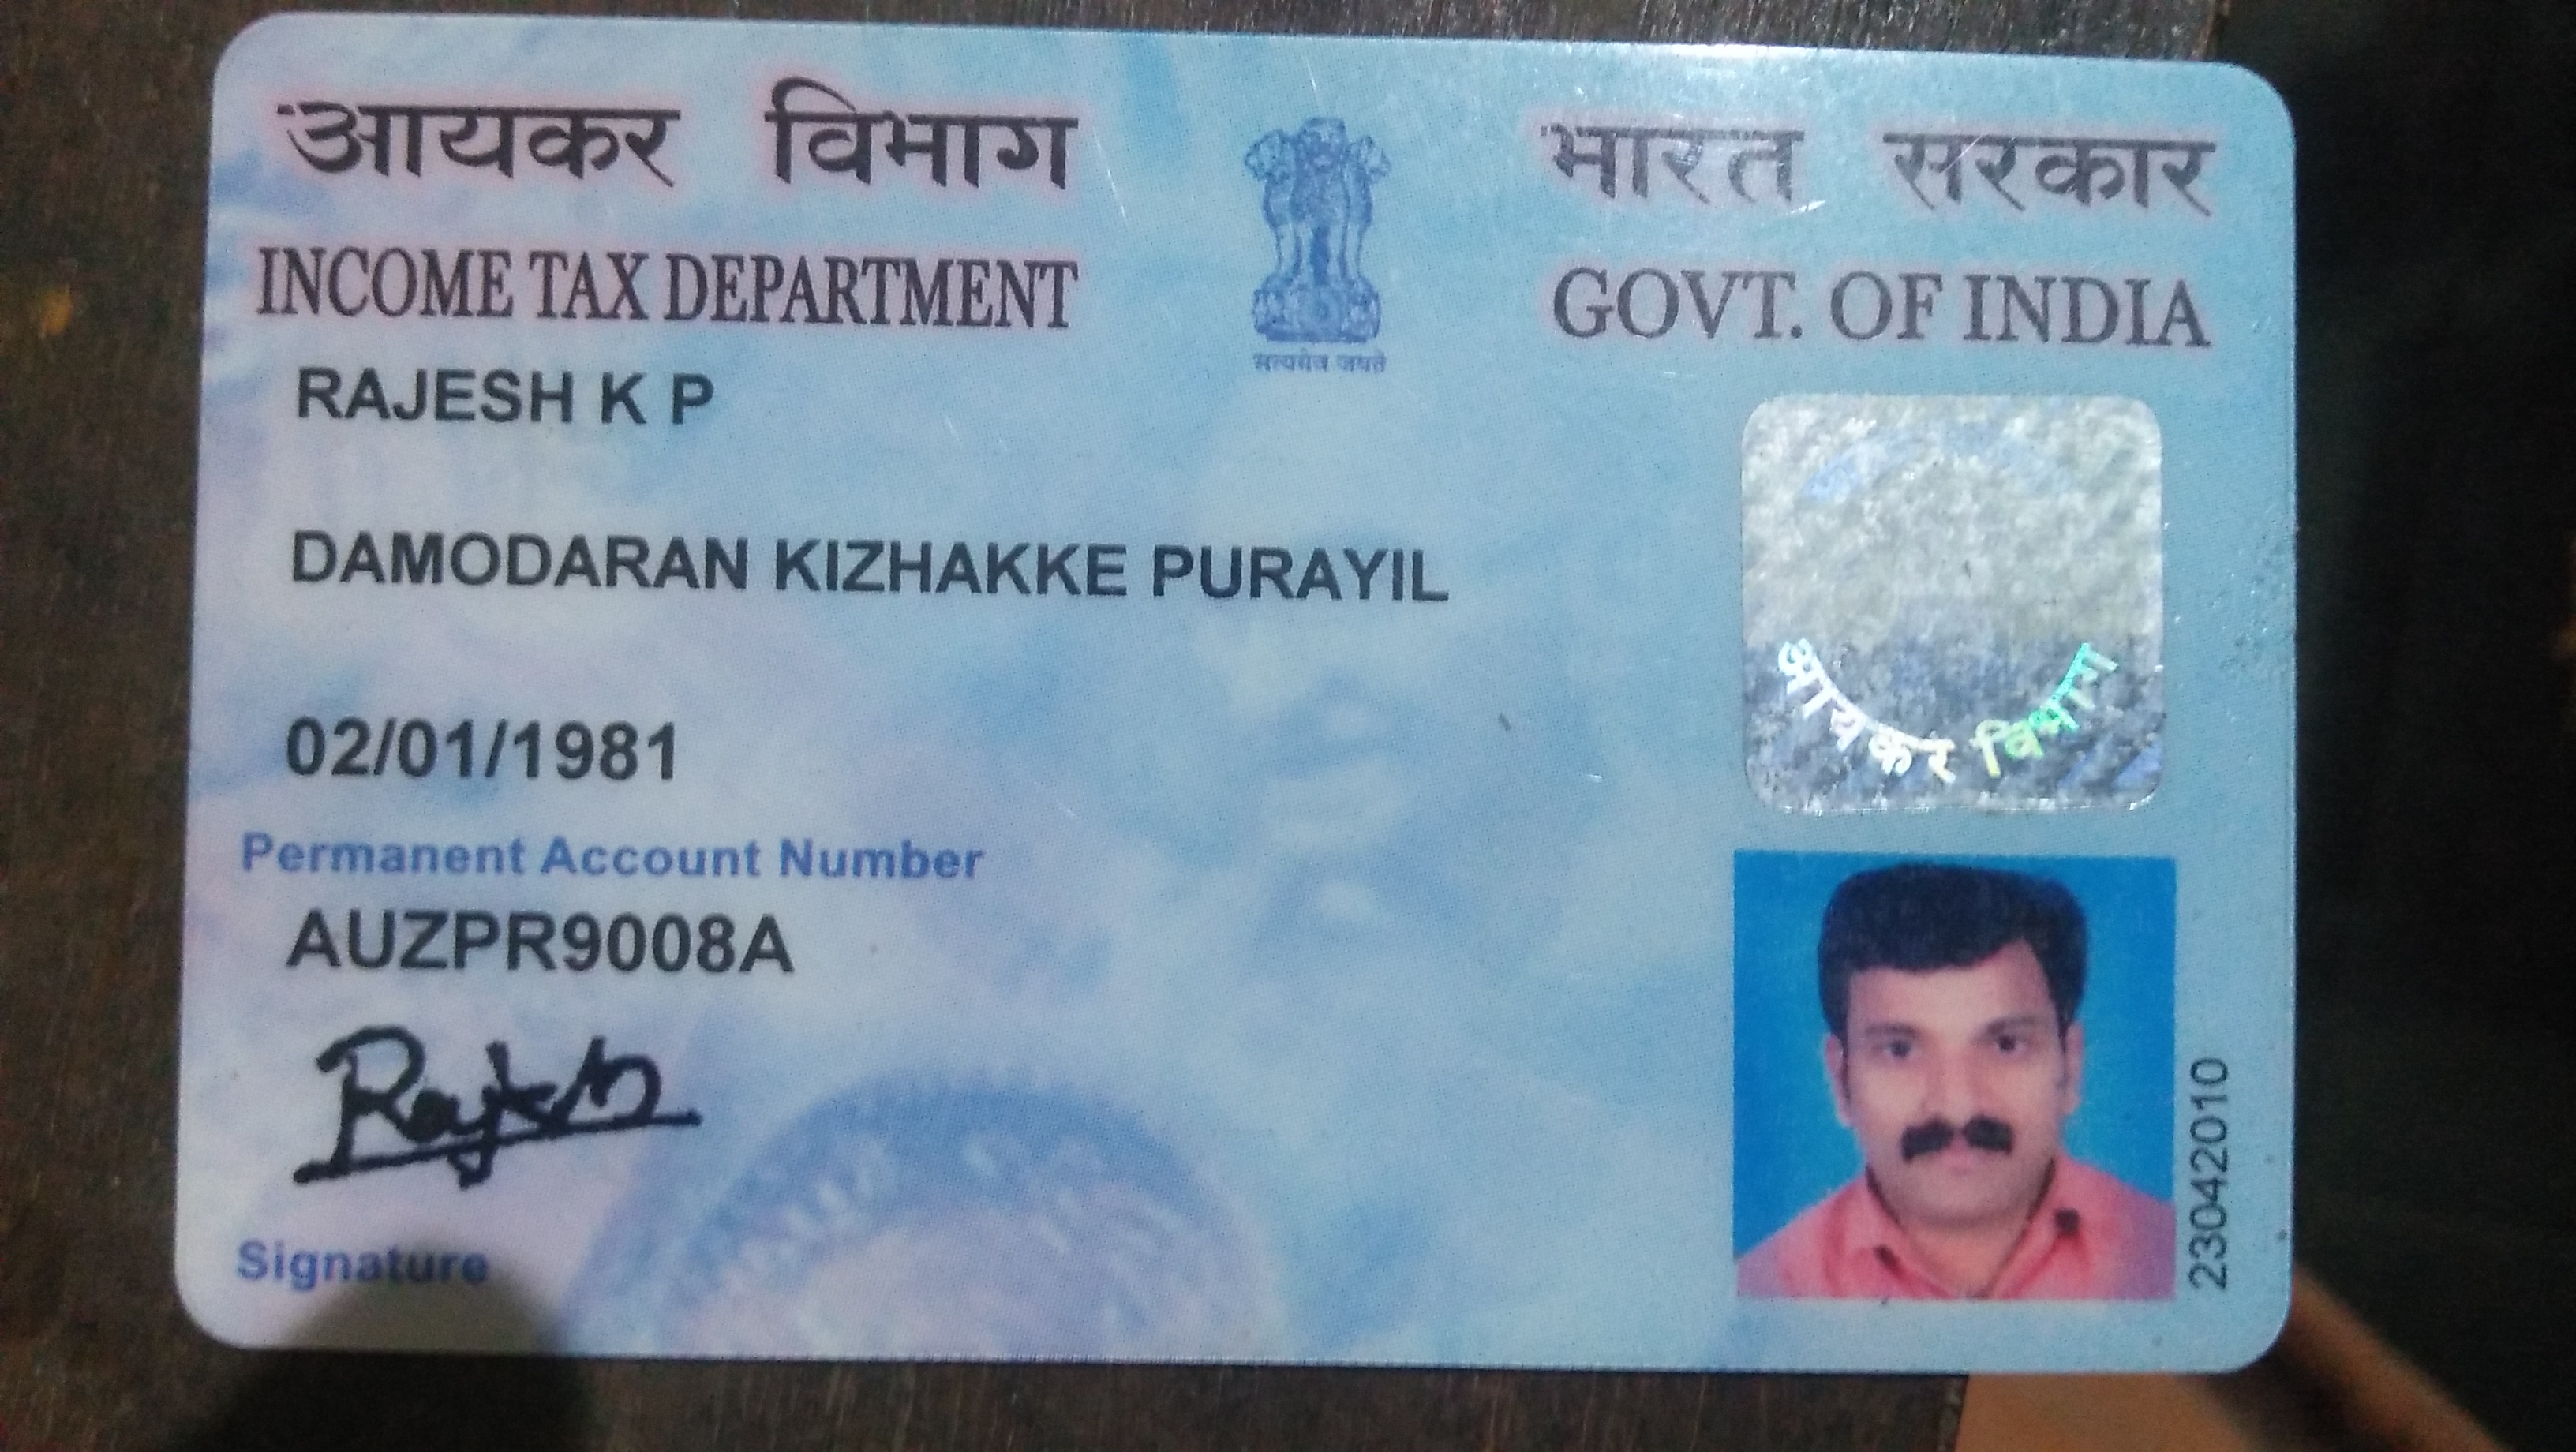 आयकर विभाग
भारत सरकार
INCOME TAX DEPARTMENT
GOVT. OF INDIA
सत्यमेव जयते
RAJESH K P
DAMODARAN KIZHAKKE PURAYIL
02/01/1981
आयकर विभाग
Permanent Account Number
AUZPR9008A
Rajesh
Signature
23042010